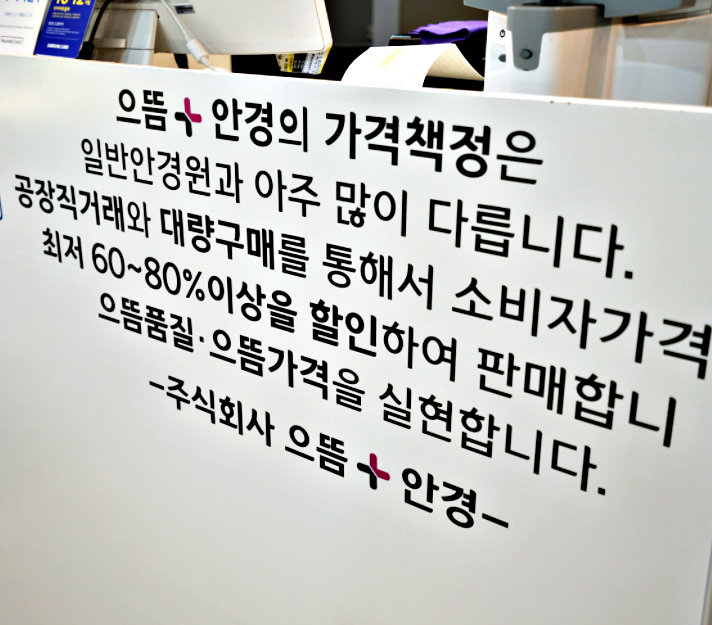 으뜸+안경의 가격책정은
일반안경원과 아주 많이 다릅니다.
공장직거래와 대량구매를 통해서 소비자가격
최저 60~80%이상을 할인하여 판매합니
으뜸품질·으뜸가격을 실현합니다.
-주식회사 으뜸+안경-